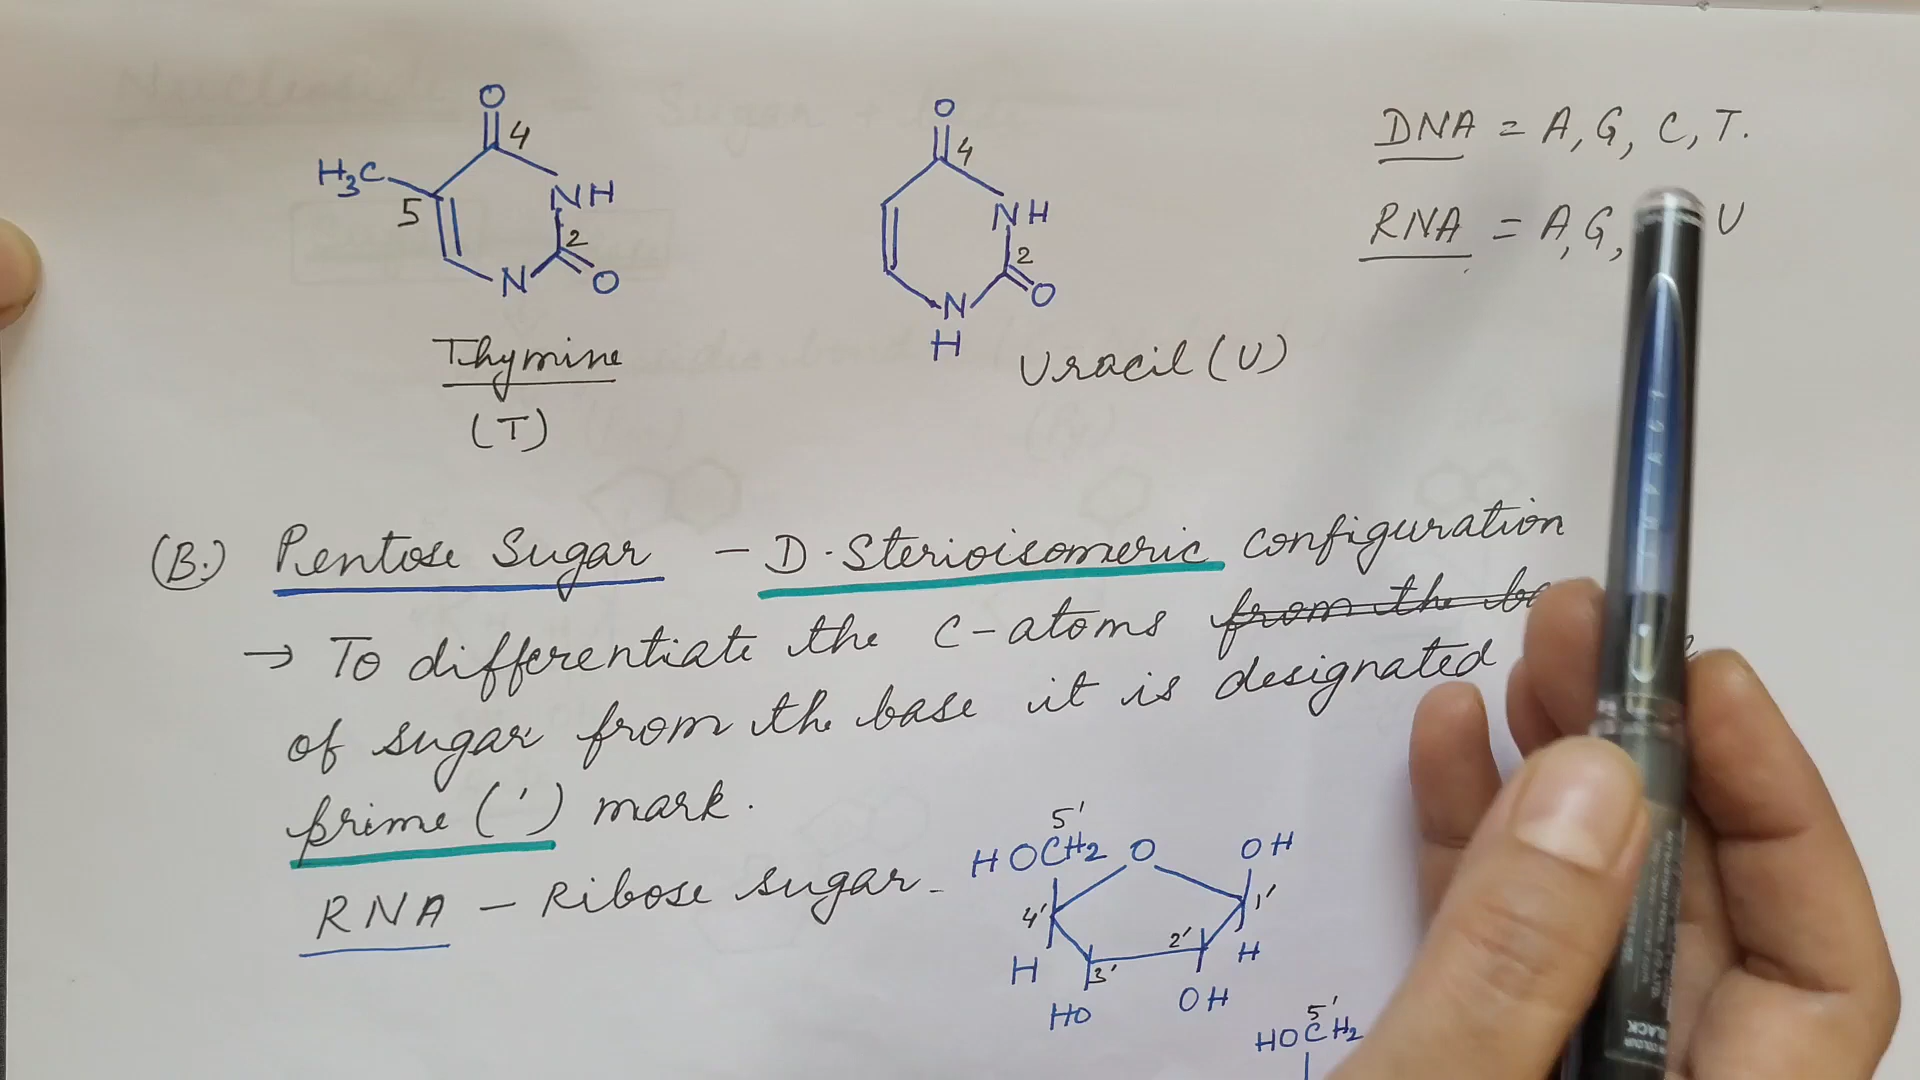 O
4
H3C
5
NH
2
N
O
Thymine
(T)
O
4
NH
2
N
H
O
Uracil (U)
DNA = A, G, C, T.
RNA = A, G, U
(B.) Pentose Sugar - D. Sterioisomeric configuration
→ To differentiate the C-atoms from the
of sugar from the base it is designated
prime (') mark.
RNA - Ribose sugar -
5'
HOCH2 O OH
4' 1'
H 3' 2' H
HO OH
5'
HOCH2